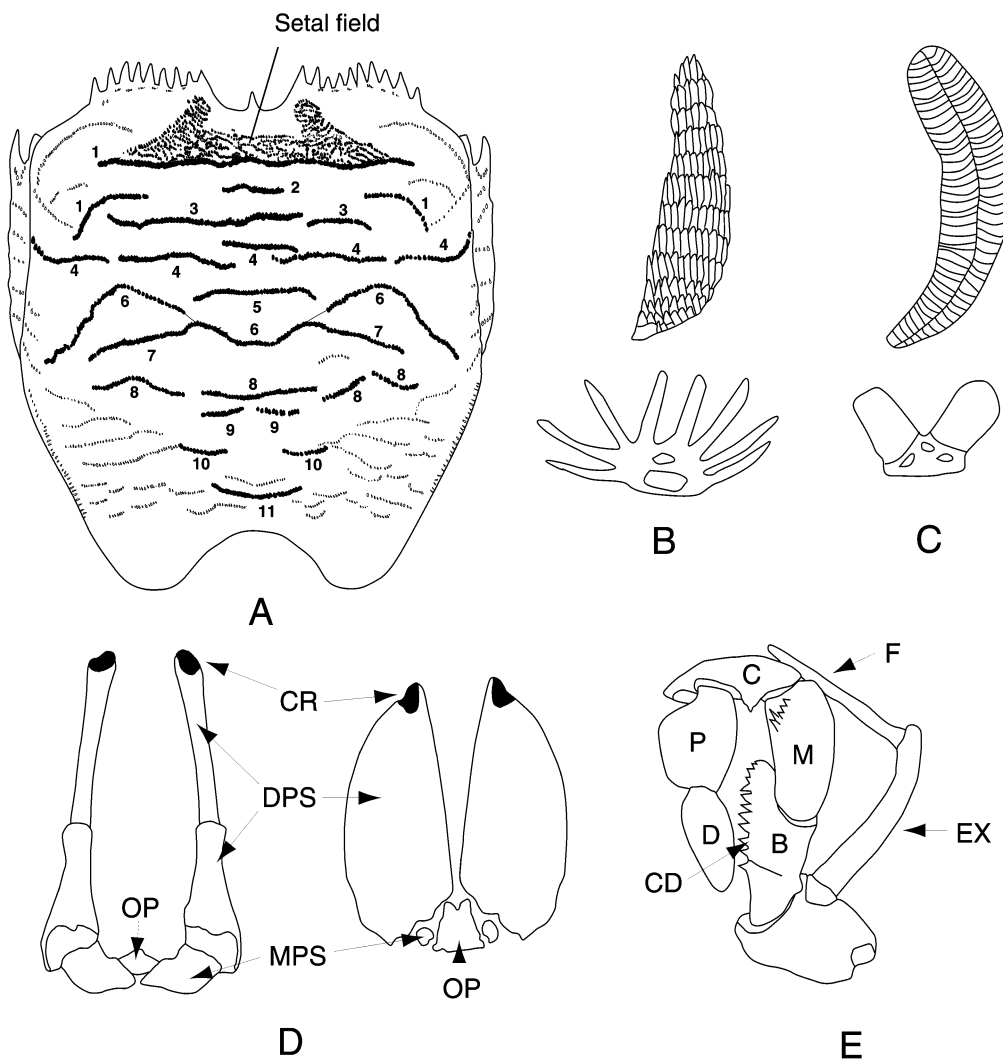 Setal field
1
2
1 3 3 1
4 4 4 4
5
6 6 6
7 7
8 8 8 8
9 9
10 10
11
A
B
C
CR
DPS
OP
MPS
OP
D
F
C
P
M
D
B
EX
CD
E